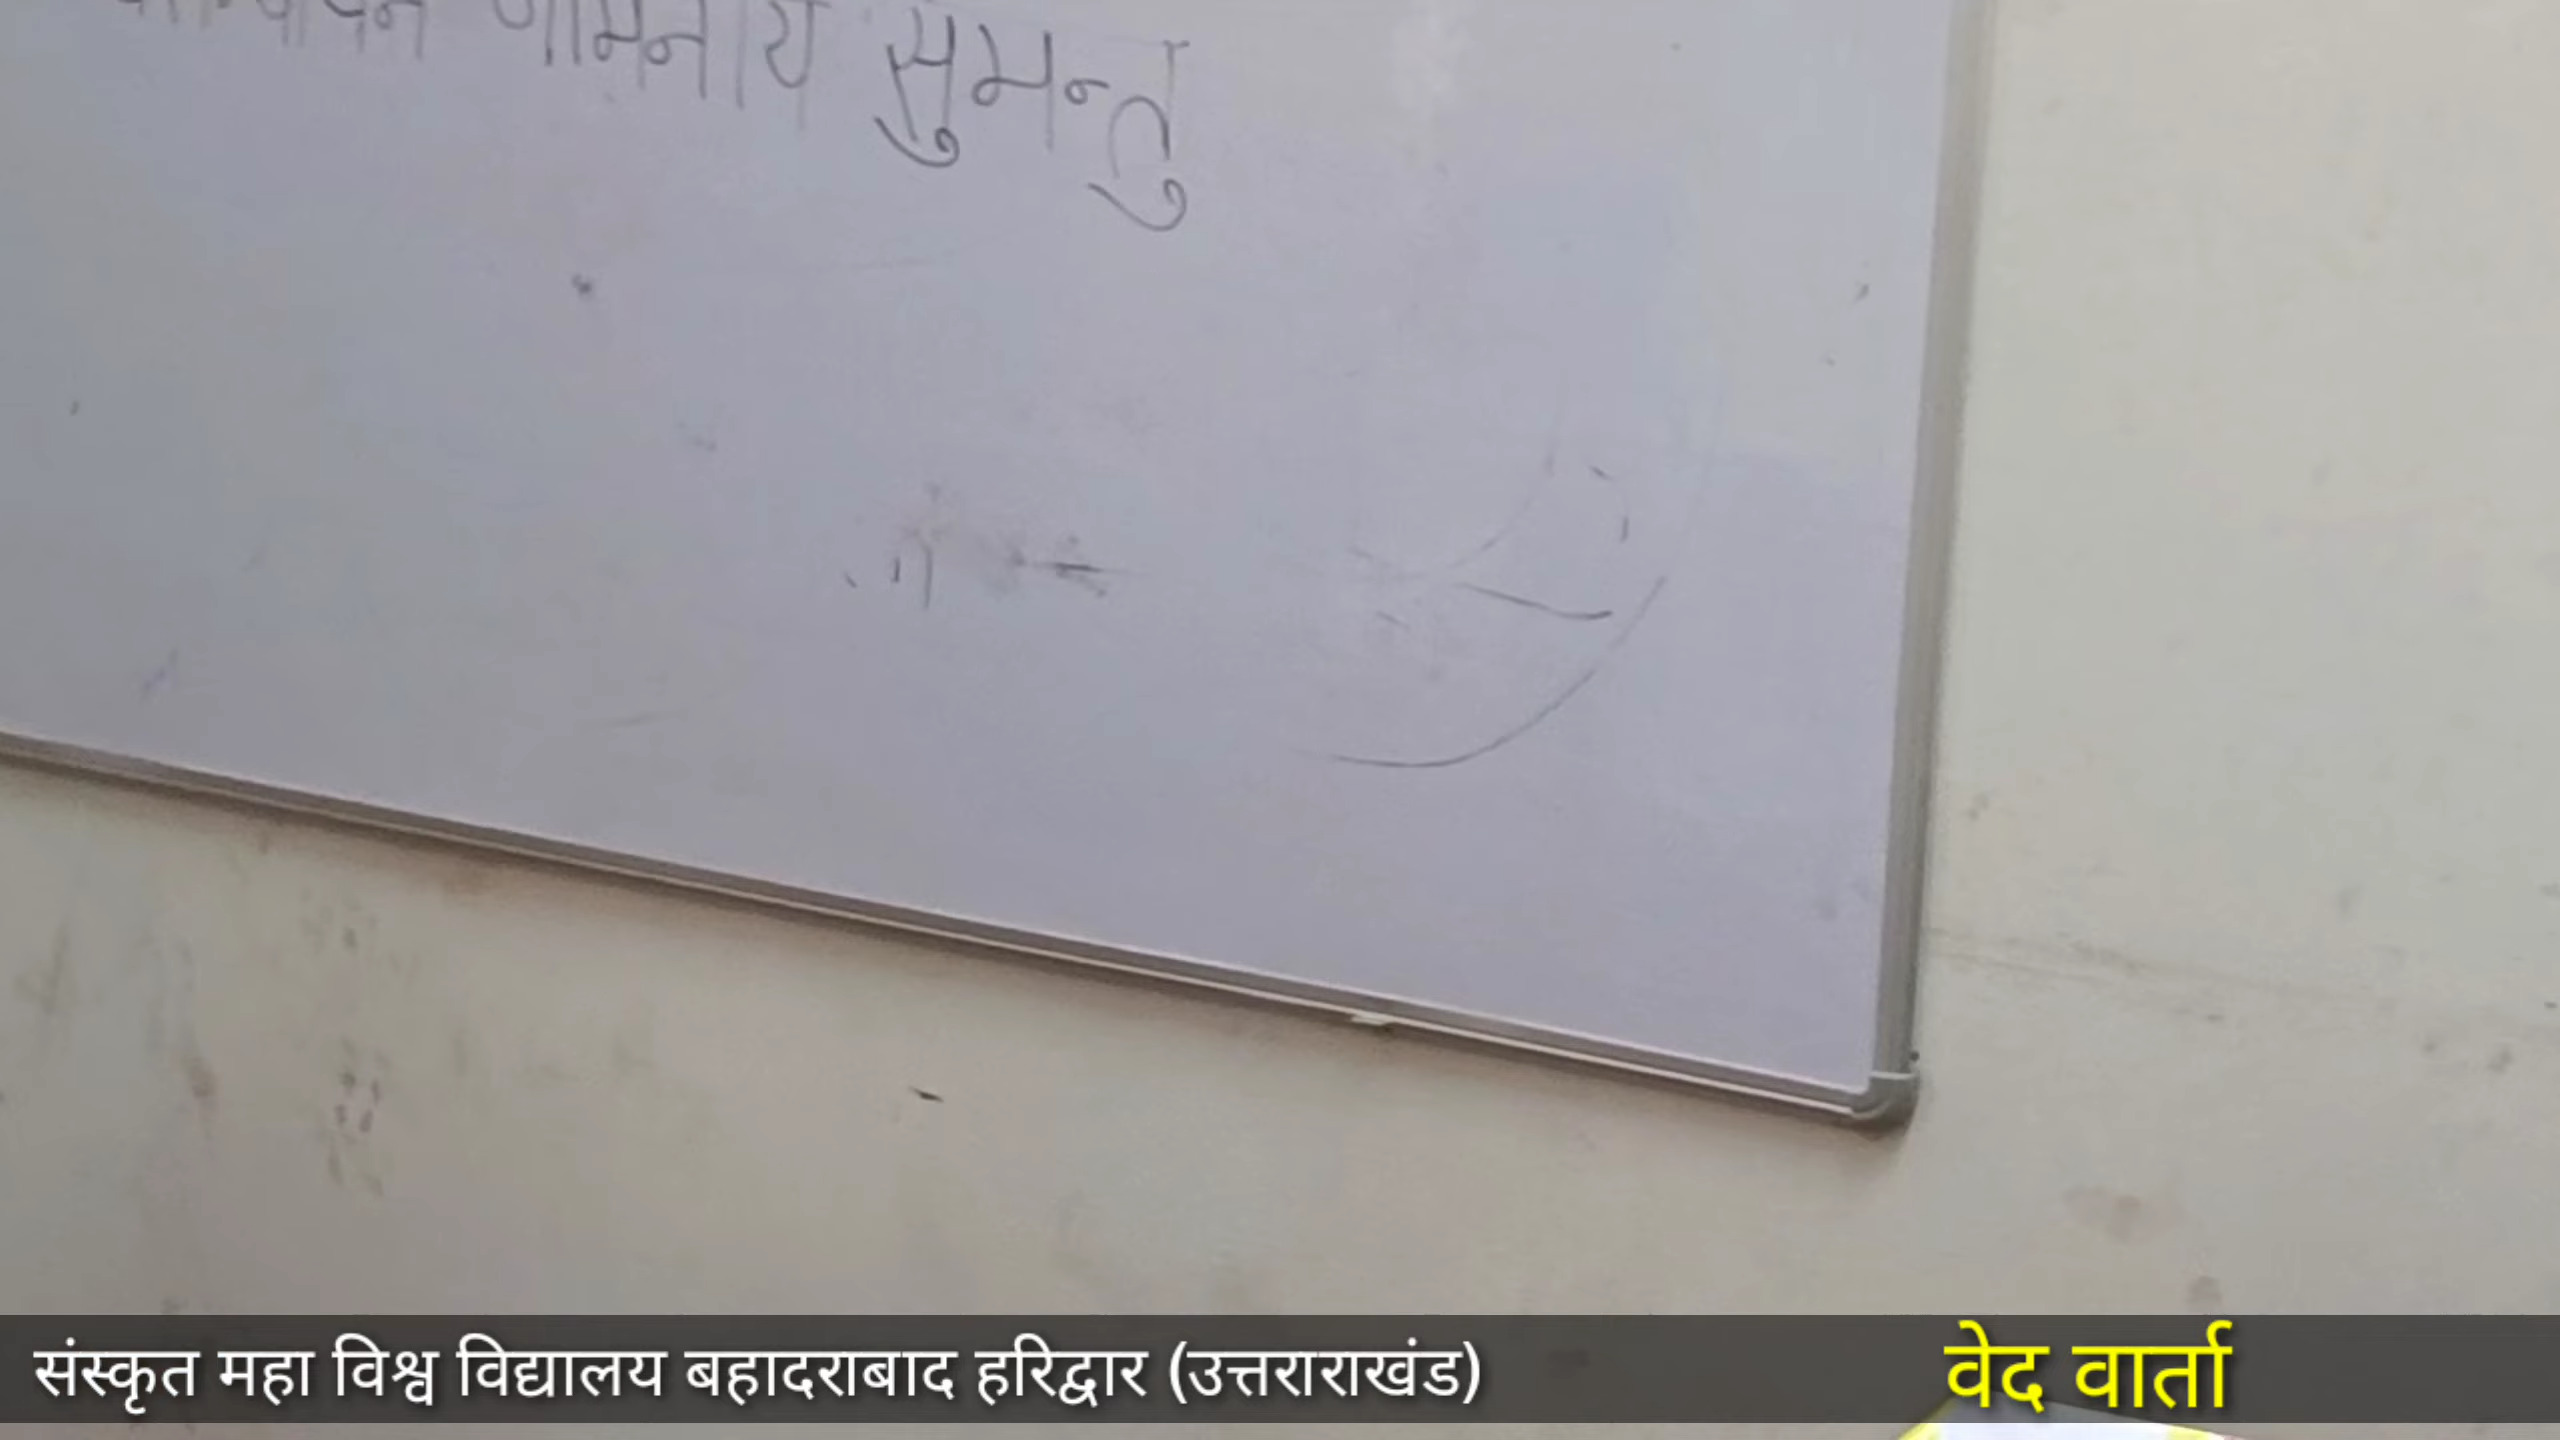 सुमन्तु
संस्कृत महा विश्व विद्यालय बहादराबाद हरिद्वार (उत्तराराखंड)
वेद वार्ता